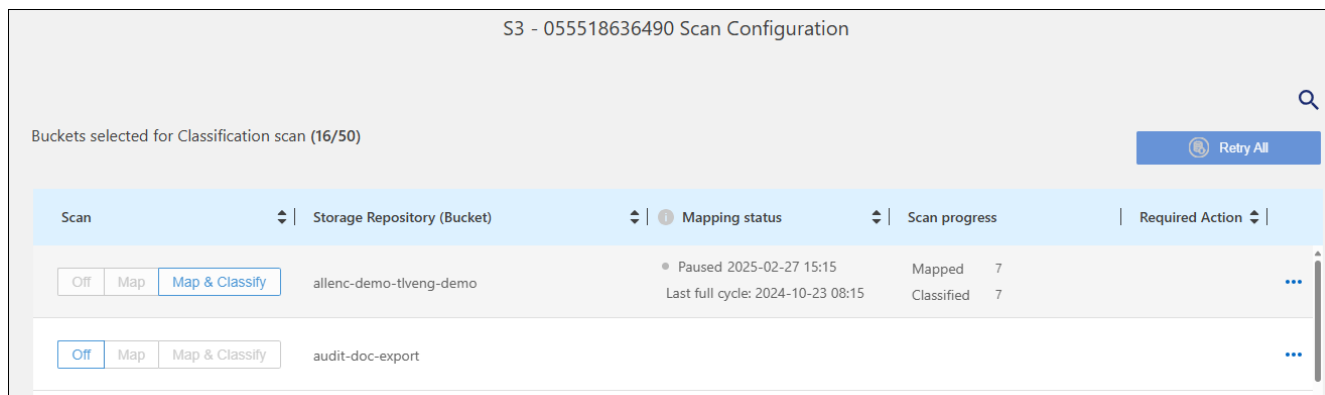 S3 - 055518636490 Scan Configuration
Buckets selected for Classification scan (16/50)
Retry All
Scan Storage Repository (Bucket) Mapping status Scan progress Required Action
Off Map Map & Classify allenc-demo-tlveng-demo Paused 2025-02-27 15:15 Mapped 7
Last full cycle: 2024-10-23 08:15 Classified 7
Off Map Map & Classify audit-doc-export